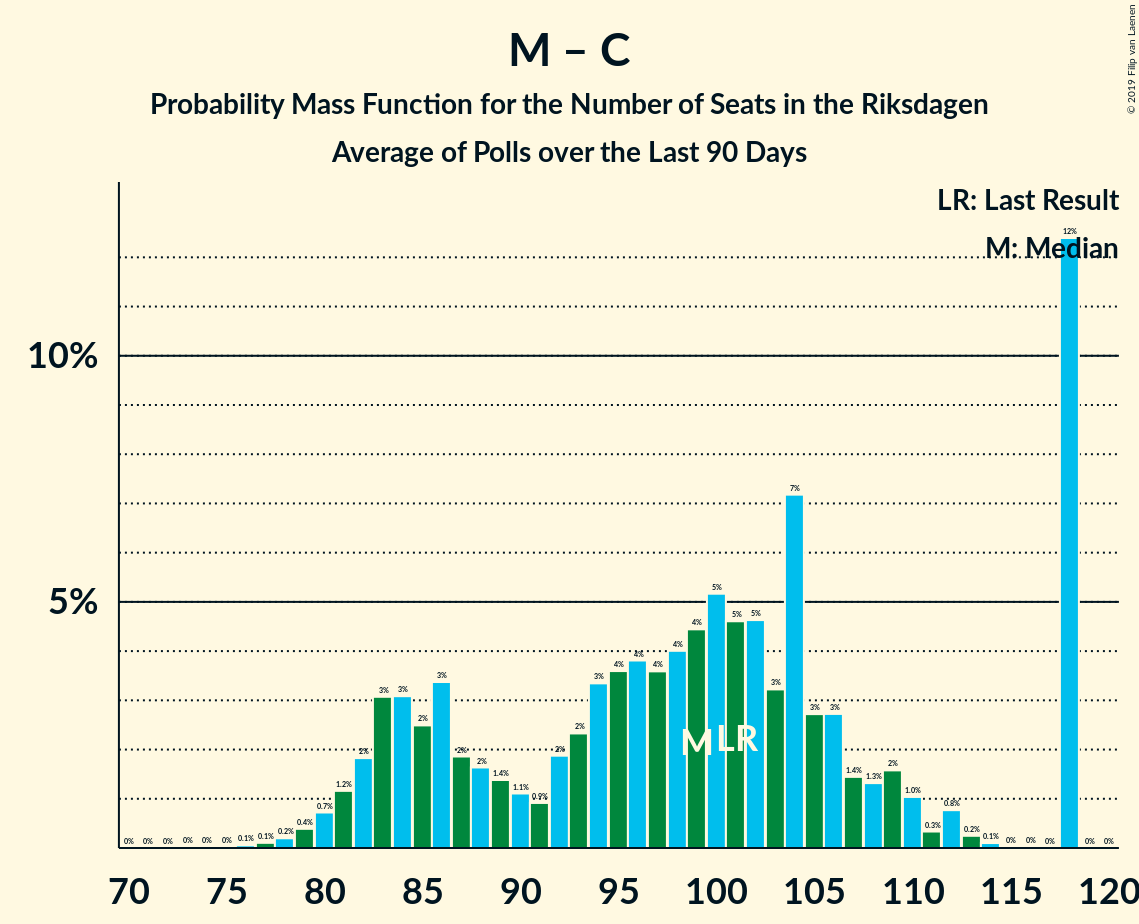 M – C
Probability Mass Function for the Number of Seats in the Riksdagen
Average of Polls over the Last 90 Days
© 2019 Filip van Laenen
LR: Last Result
M: Median
10%
5%
0% 0% 0% 0% 0% 0% 0.1% 0.1% 0.2% 0.4% 0.7% 1.2% 2% 3% 3% 2% 3% 2% 2% 1.4% 1.1% 0.9% 2% 2% 3% 4% 4% 4% 4% 4% 5% 5% 5% 3% 7% 3% 3% 1.4% 1.3% 2% 1.0% 0.3% 0.8% 0.2% 0.1% 0% 0% 0% 12% 0% 0%
M LR
70 75 80 85 90 95 100 105 110 115 120